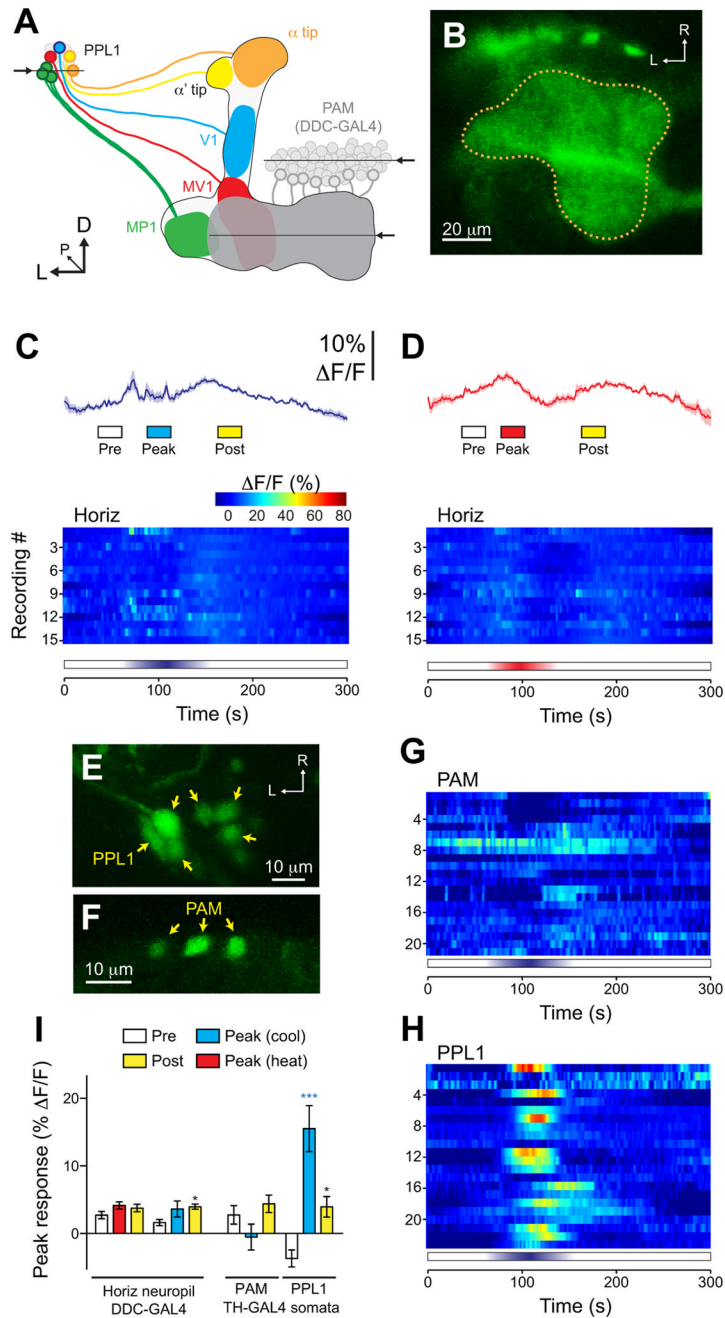 A
PPL1
α tip
α' tip
PAM
(DDC-GAL4)
V1
MV1
MP1
D
P
L
B
R
L
20 µm
C
10%
ΔF/F
D
Pre
Peak
Post
Pre
Peak
Post
ΔF/F (%)
0 20 40 60 80
Horiz
Horiz
Recording #
3
6
9
12
15
3
6
9
12
15
0 100 200 300
Time (s)
0 100 200 300
Time (s)
E
R
L
PPL1
10 µm
F
PAM
10 µm
G
PAM
4
8
12
16
20
0 100 200 300
Time (s)
H
PPL1
4
8
12
16
20
0 100 200 300
Time (s)
I
Pre
Peak (cool)
Post
Peak (heat)
Peak response (% ΔF/F)
20
10
0
*
***
*
Horiz neuropil
DDC-GAL4
PAM
PPL1
TH-GAL4 somata